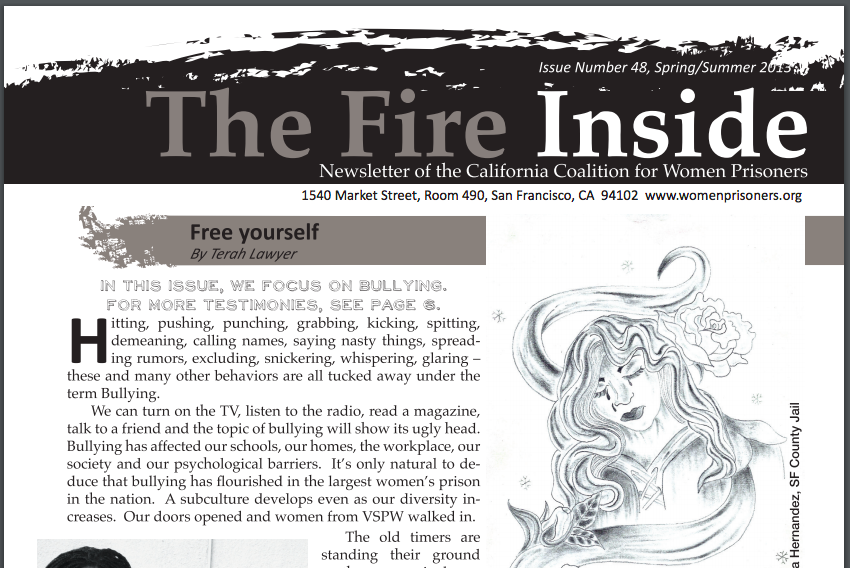 Issue Number 48, Spring/Summer 2013
The Fire Inside
Newsletter of the California Coalition for Women Prisoners
1540 Market Street, Room 490, San Francisco, CA 94102 www.womenprisoners.org
Free yourself
By Terah Lawyer
IN THIS ISSUE, WE FOCUS ON BULLYING.
FOR MORE TESTIMONIES, SEE PAGE 6.
Hitting, pushing, punching, grabbing, kicking, spitting,
demeaning, calling names, saying nasty things, spread-
ing rumors, excluding, snickering, whispering, glaring –
these and many other behaviors are all tucked away under the
term Bullying.
We can turn on the TV, listen to the radio, read a magazine,
talk to a friend and the topic of bullying will show its ugly head.
Bullying has affected our schools, our homes, the workplace, our
society and our psychological barriers. It's only natural to de-
duce that bullying has flourished in the largest women's prison
in the nation. A subculture develops even as our diversity in-
creases. Our doors opened and women from VSPW walked in.
The old timers are
standing their ground
Hernandez, SF County Jail